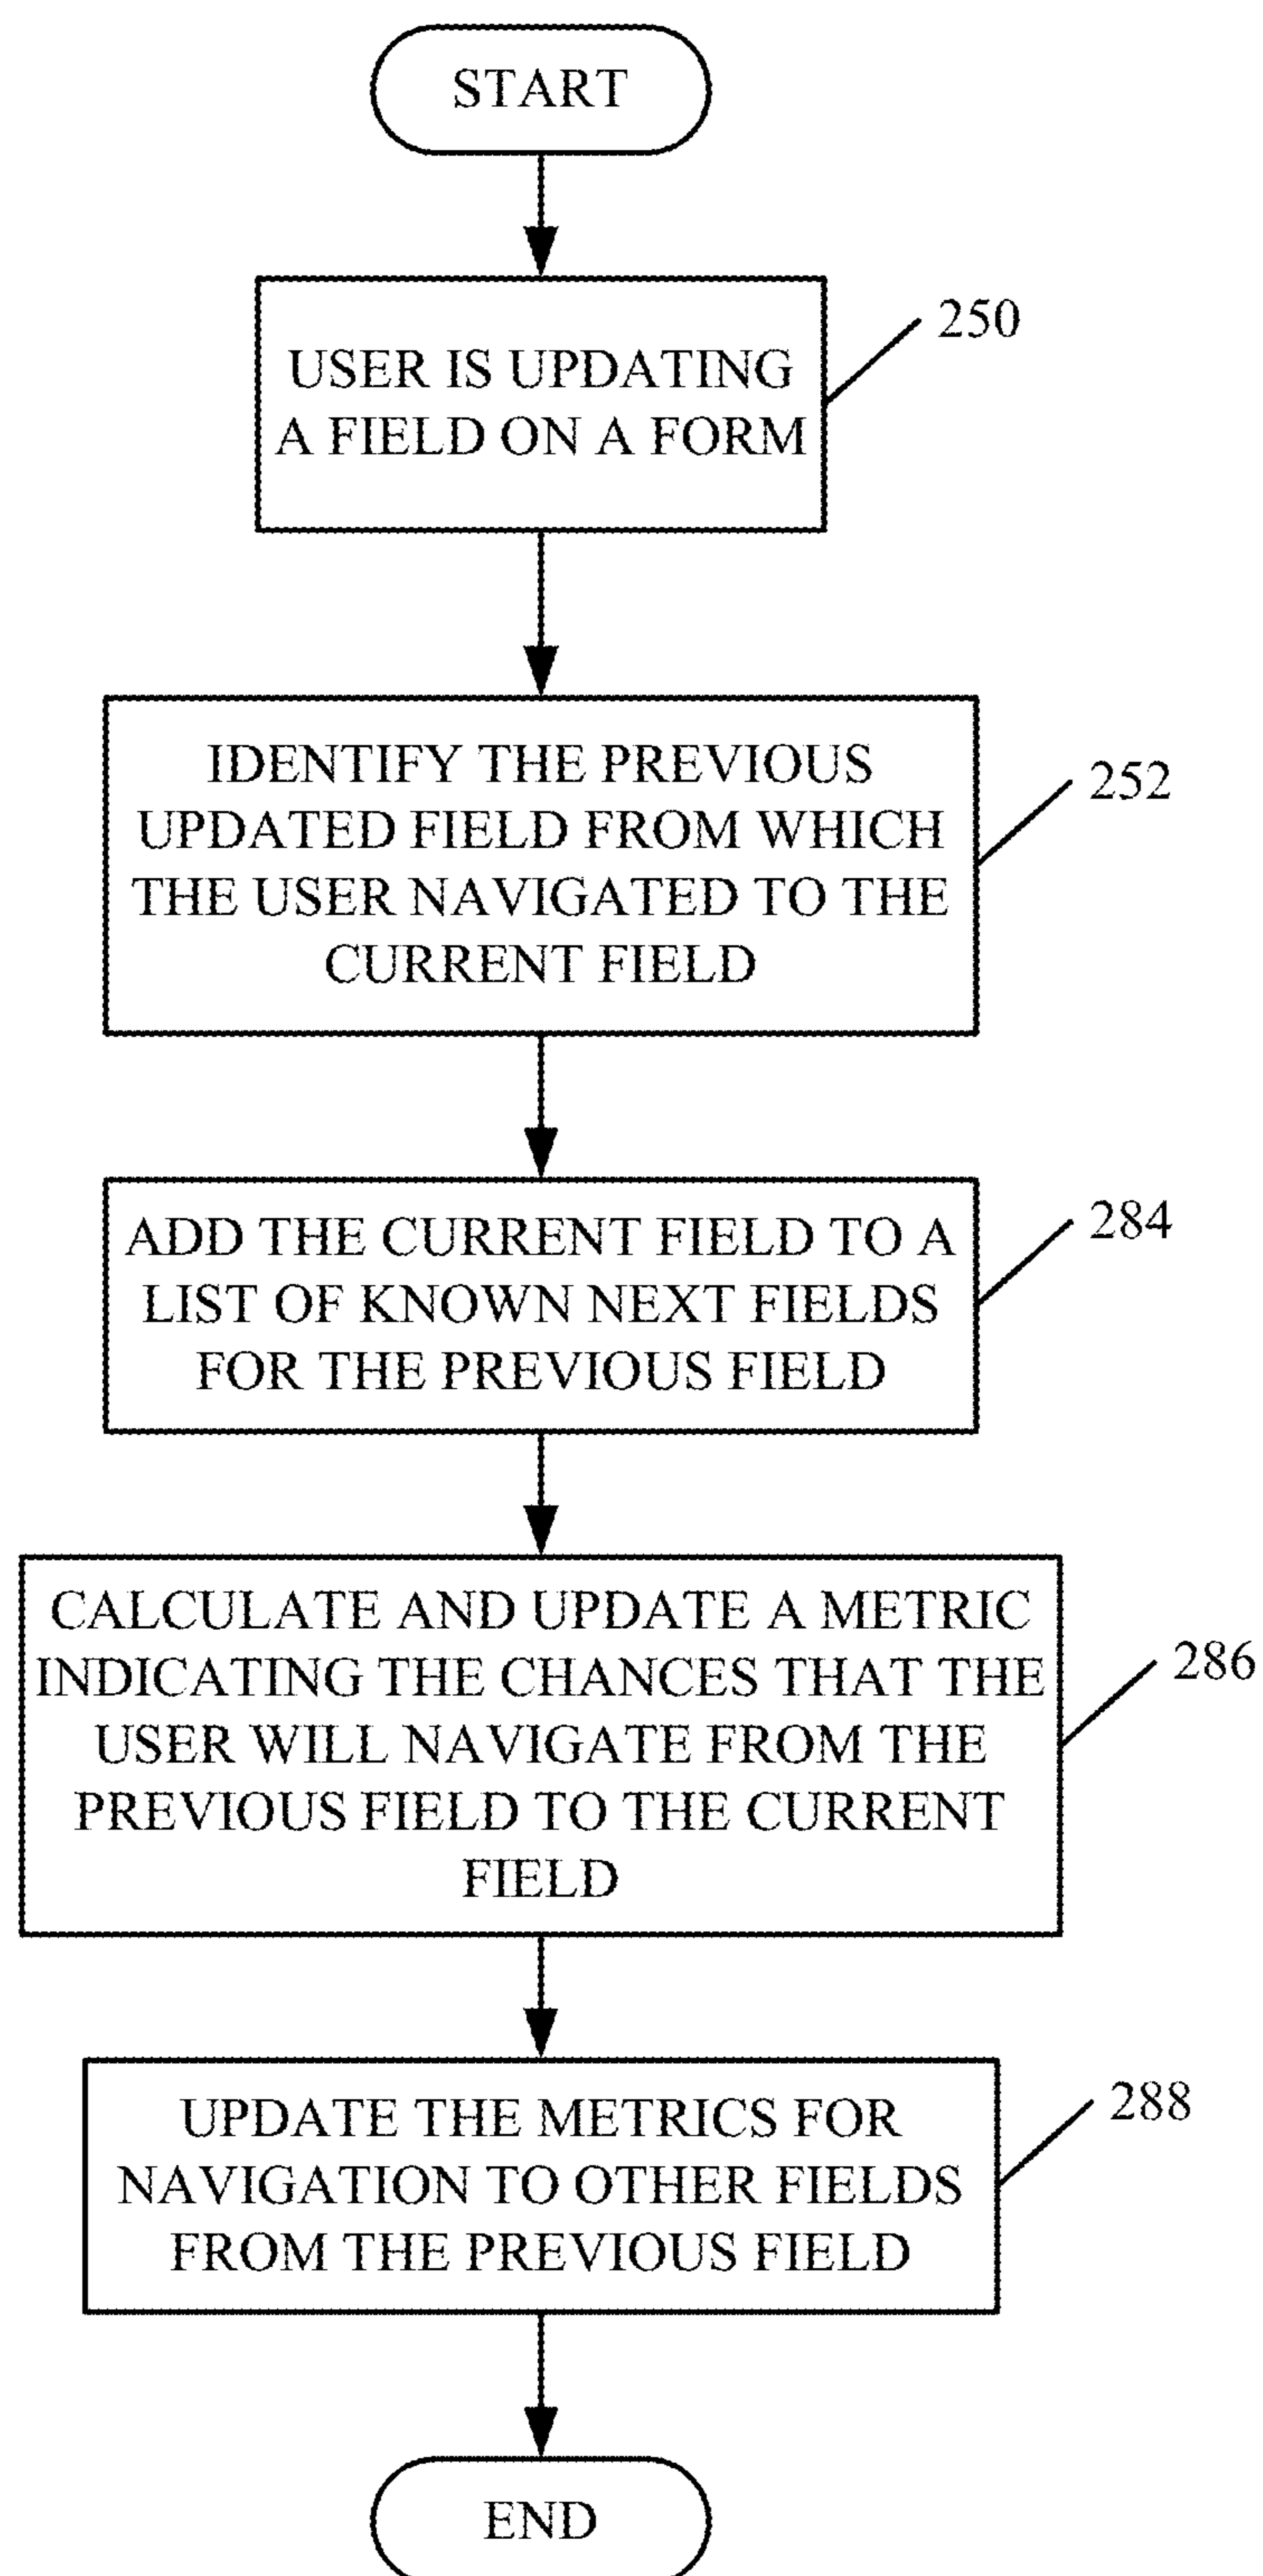 START
250
USER IS UPDATING
A FIELD ON A FORM
252
IDENTIFY THE PREVIOUS
UPDATED FIELD FROM WHICH
THE USER NAVIGATED TO THE
CURRENT FIELD
284
ADD THE CURRENT FIELD TO A
LIST OF KNOWN NEXT FIELDS
FOR THE PREVIOUS FIELD
286
CALCULATE AND UPDATE A METRIC
INDICATING THE CHANCES THAT THE
USER WILL NAVIGATE FROM THE
PREVIOUS FIELD TO THE CURRENT
FIELD
288
UPDATE THE METRICS FOR
NAVIGATION TO OTHER FIELDS
FROM THE PREVIOUS FIELD
END